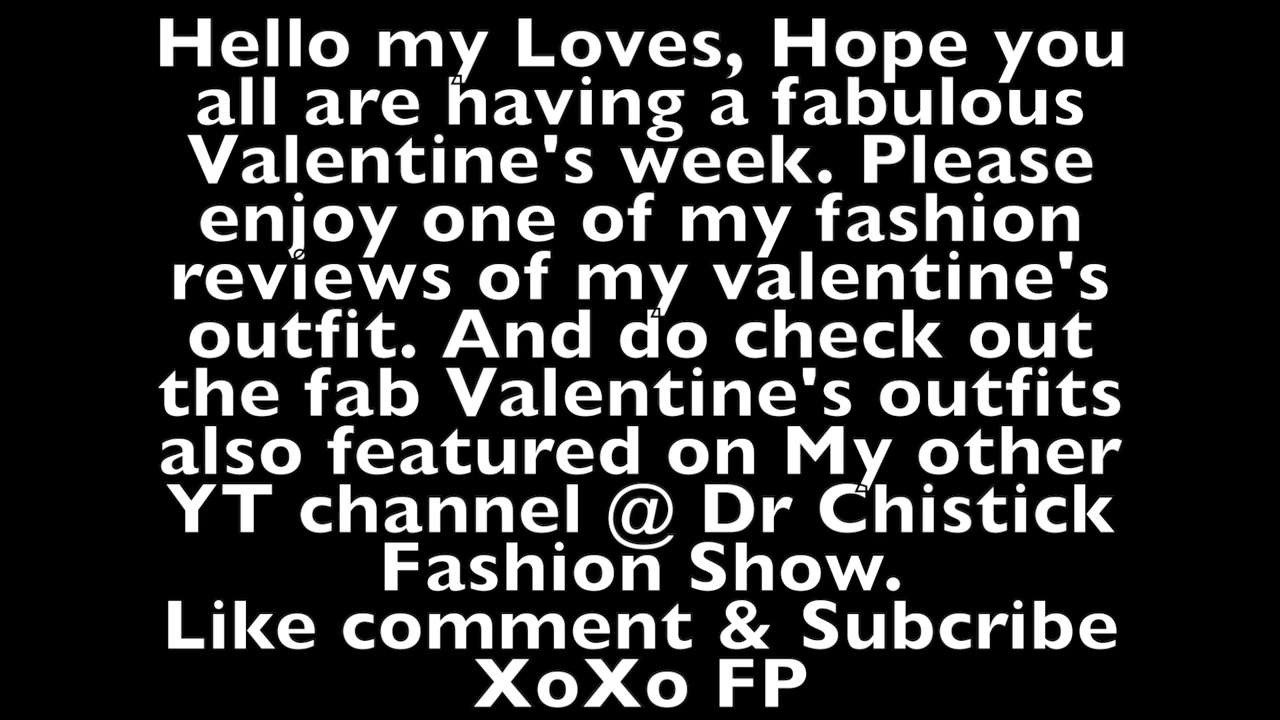 Hello my Loves, Hope you
all are having a fabulous
Valentine's week. Please
enjoy one of my fashion
reviews of my valentine's
outfit. And do check out
the fab Valentine's outfits
also featured on My other
YT channel @ Dr Chistick
Fashion Show.
Like comment & Subcribe
XoXo FP